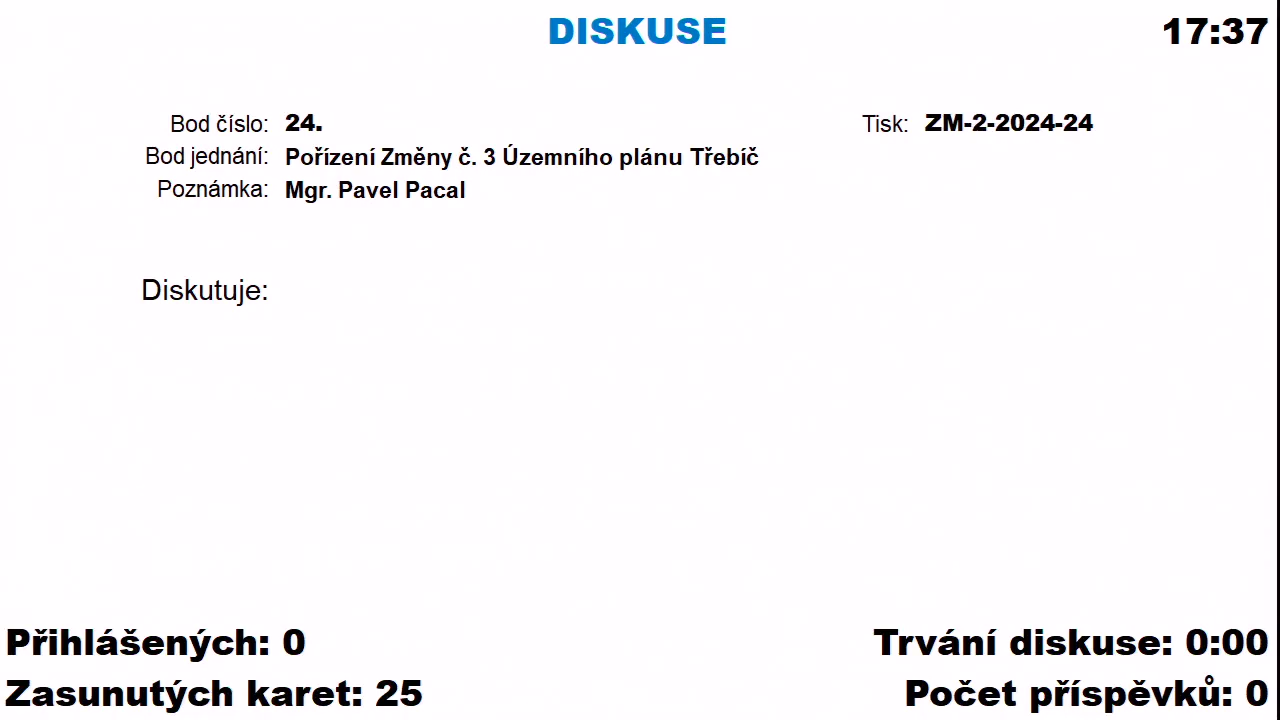 DISKUSE 17:37
Bod číslo: 24. Tisk: ZM-2-2024-24
Bod jednání: Pořízení Změny č. 3 Územního plánu Třebíč
Poznámka: Mgr. Pavel Pacal
Diskutuje:
Přihlášených: 0 Trvání diskuse: 0:00
Zasunutých karet: 25 Počet příspěvků: 0